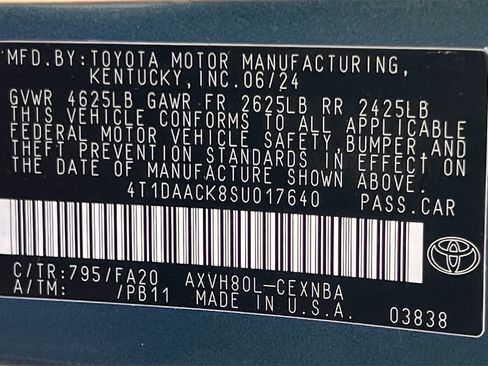 MFD.BY:TOYOTA MOTOR MANUFACTURING,
KENTUCKY,INC.06/24
GVWR 4625LB GAWR FR 2625LB RR 2425LB
THIS VEHICLE CONFORMS TO ALL APPLICABLE
FEDERAL MOTOR VEHICLE SAFETY,BUMPER AND
THEFT PREVENTION STANDARDS IN EFFECT ON
THE DATE OF MANUFACTURE SHOWN ABOVE.
4T1DAACK8SU017640 PASS.CAR
C/TR:795/FA20 AXVH80L-CEXNBA
A/TM: /PB11 MADE IN U.S.A. 03838